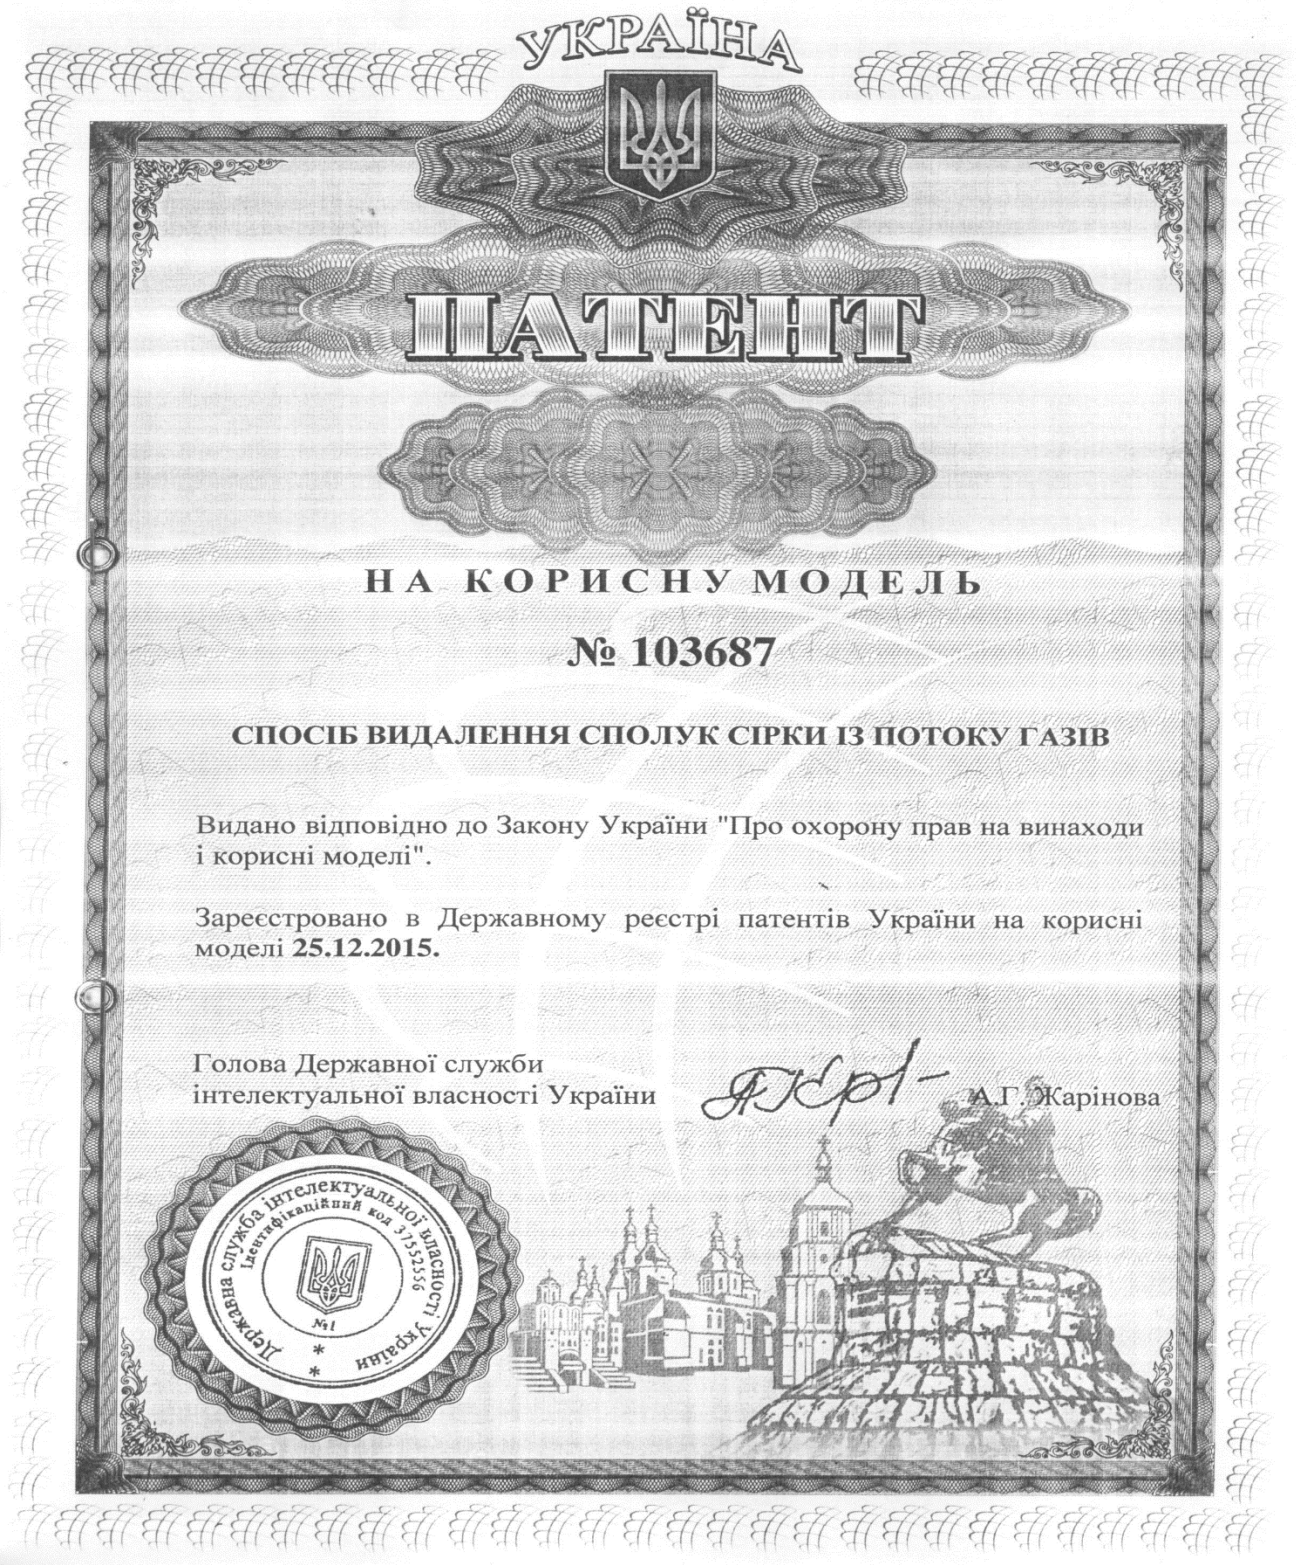 УКРАЇНА
ПАТЕНТ
НА КОРИСНУ МОДЕЛЬ
№ 103687
СПОСІБ ВИДАЛЕННЯ СПОЛУК СІРКИ ІЗ ПОТОКУ ГАЗІВ
Видано відповідно до Закону України "Про охорону прав на винаходи
і корисні моделі".
Зареєстровано в Державному реєстрі патентів України на корисні
моделі 25.12.2015.
Голова Державної служби
інтелектуальної власності України
А.Г. Жарінова
Державна служба інтелектуальної власності України
Ідентифікаційний код 37552556
№1
* *